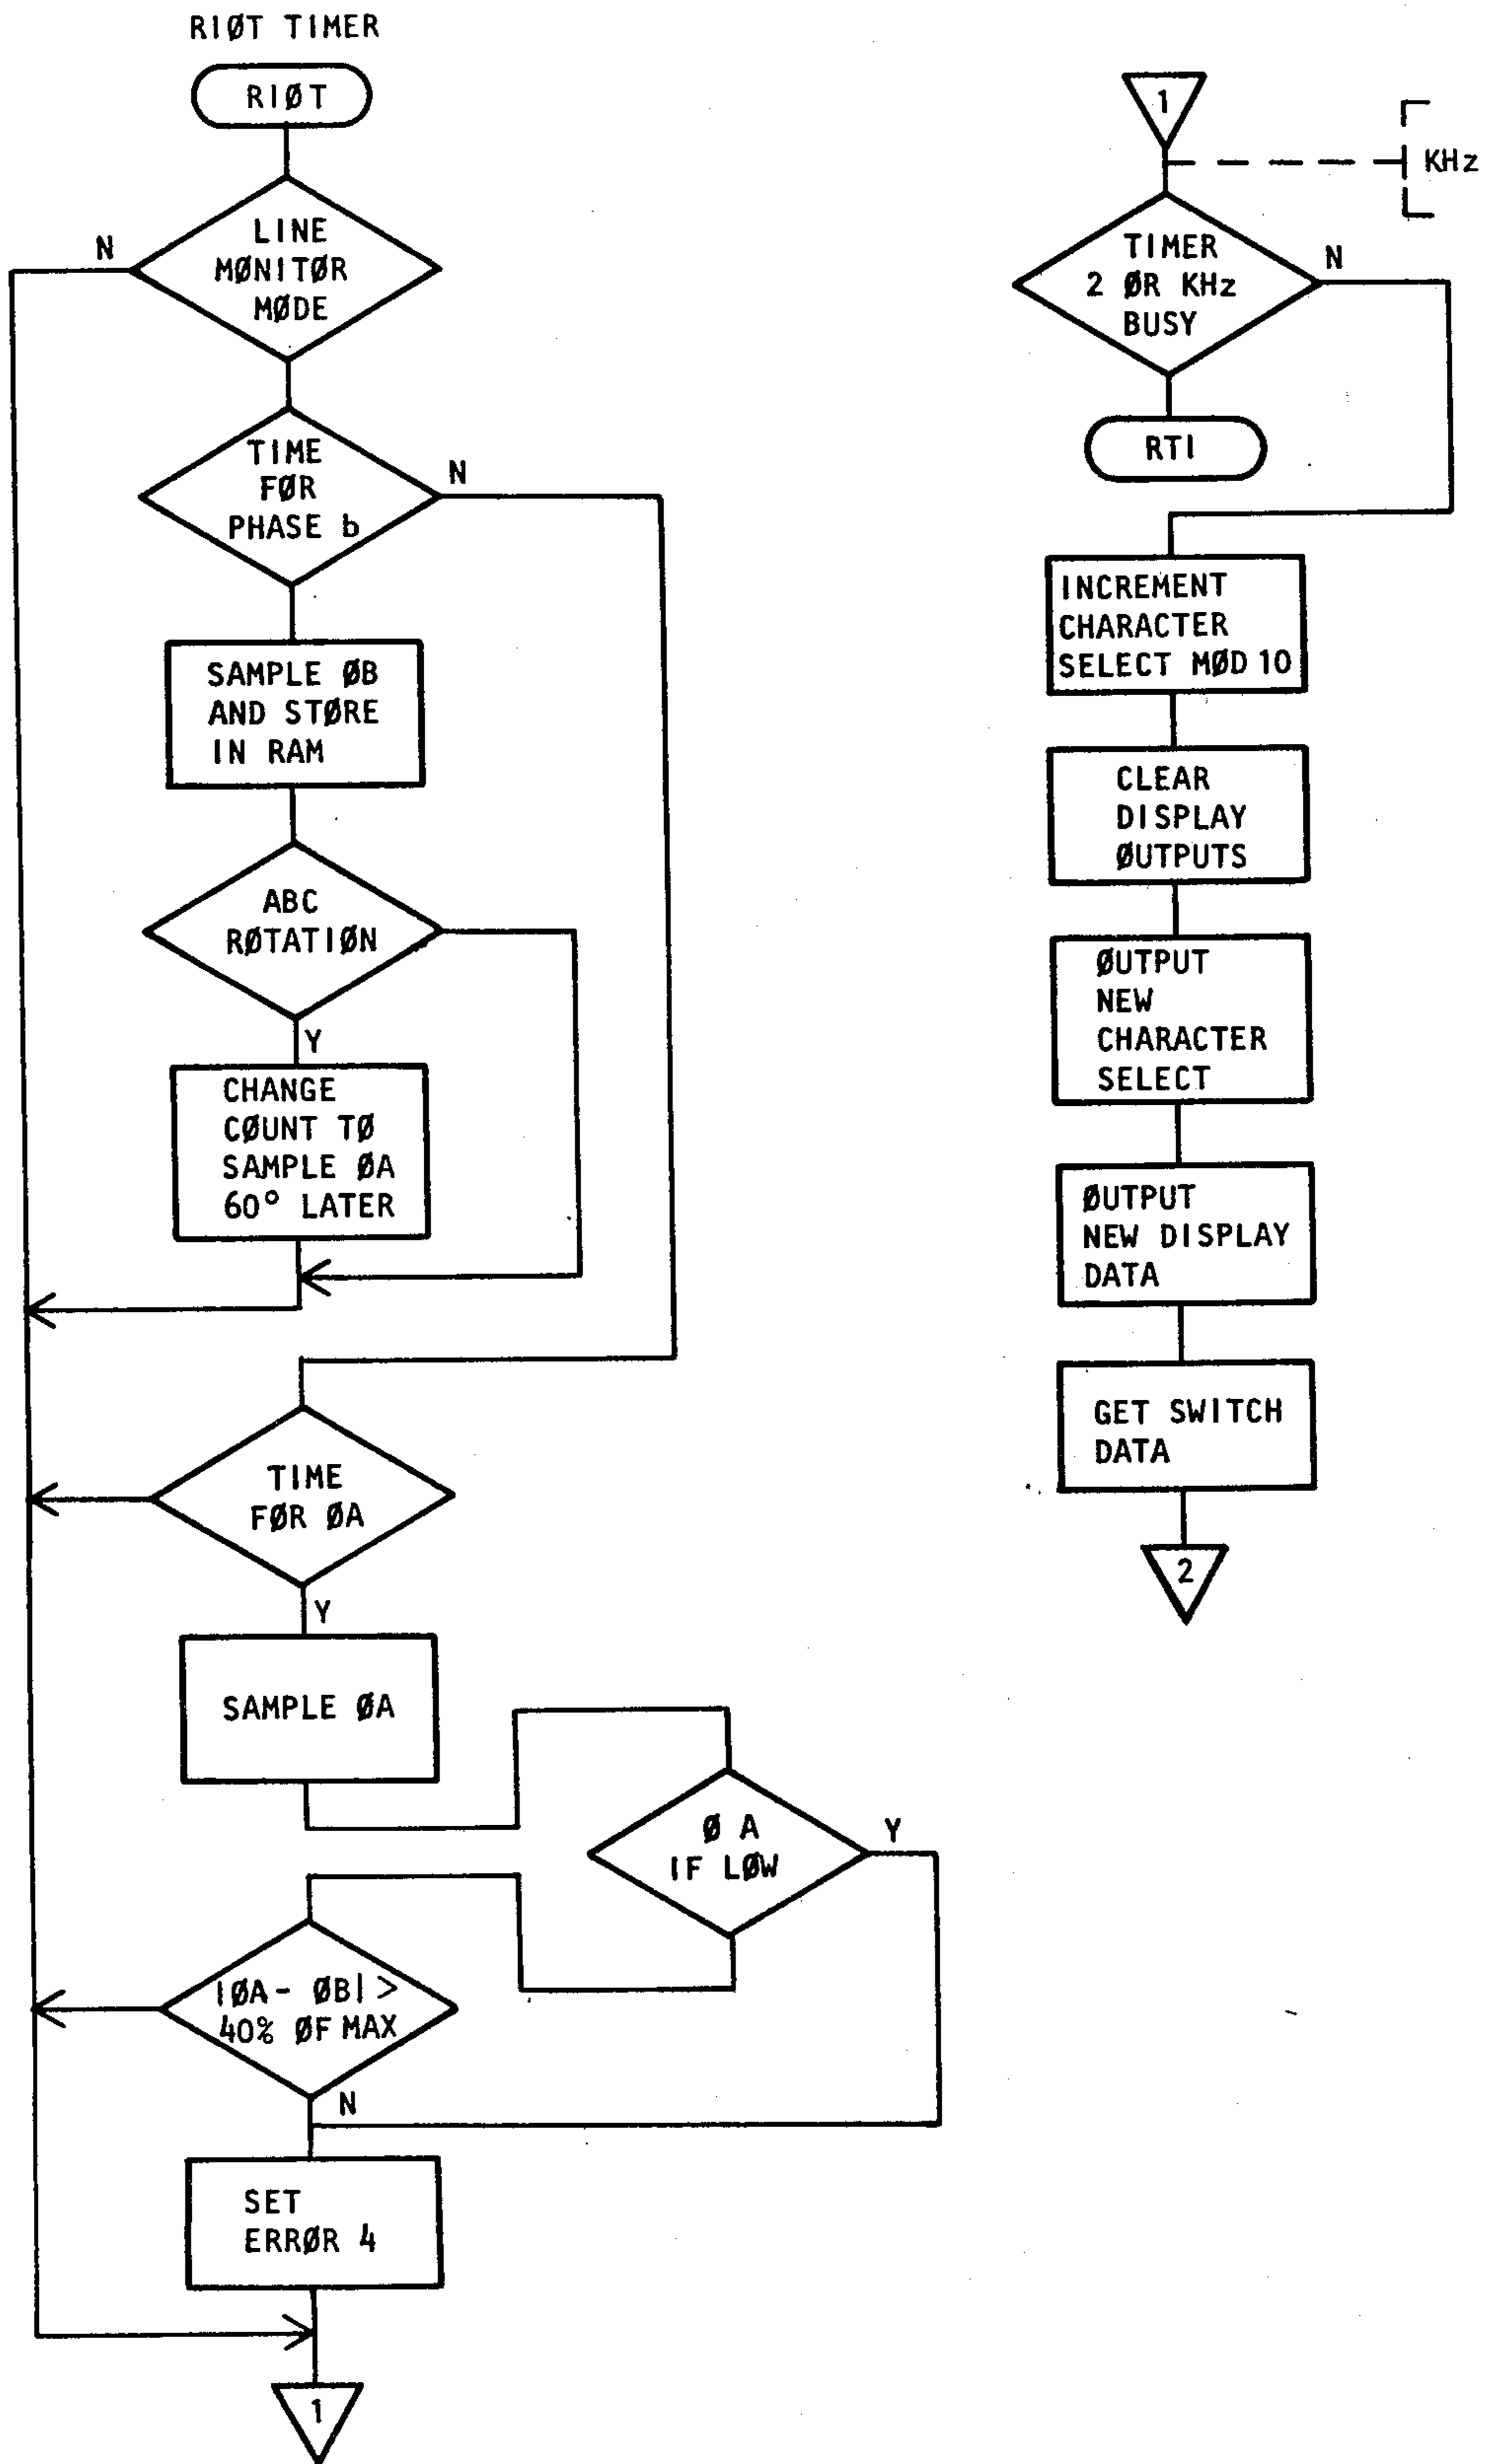 RIØT TIMER
RIØT
LINE
MØNITØR
MØDE
N
TIME
FØR
PHASE b
N
SAMPLE ØB
AND STØRE
IN RAM
ABC
RØTATIØN
Y
CHANGE
CØUNT TØ
SAMPLE ØA
60° LATER
TIME
FØR ØA
Y
SAMPLE ØA
Ø A
IF LØW
Y
|ØA- ØB| >
40% ØF MAX
N
SET
ERRØR 4
1
1
KHz
TIMER
2 ØR KHz
BUSY
N
RTI
INCREMENT
CHARACTER
SELECT MØD 10
CLEAR
DISPLAY
ØUTPUTS
ØUTPUT
NEW
CHARACTER
SELECT
ØUTPUT
NEW DISPLAY
DATA
GET SWITCH
DATA
2